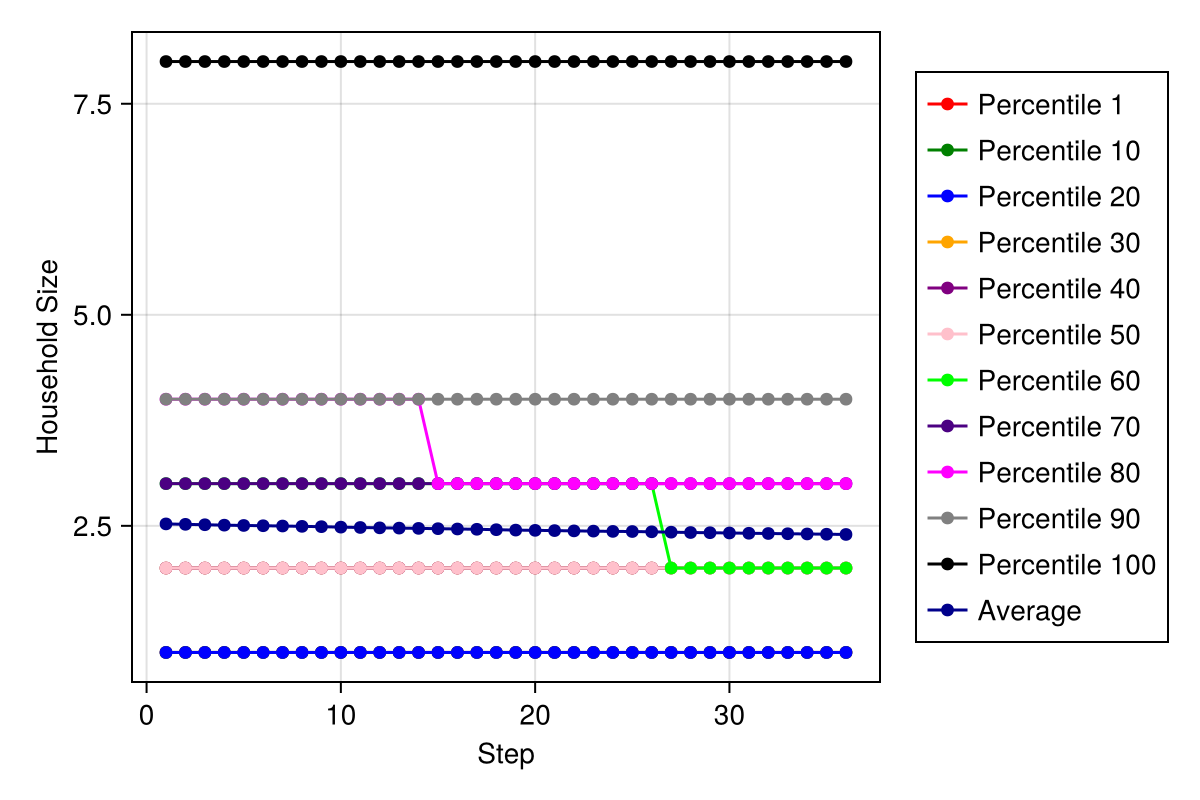 7.5
5.0
2.5
Household Size
0
10
20
30
Step
Percentile 1
Percentile 10
Percentile 20
Percentile 30
Percentile 40
Percentile 50
Percentile 60
Percentile 70
Percentile 80
Percentile 90
Percentile 100
Average